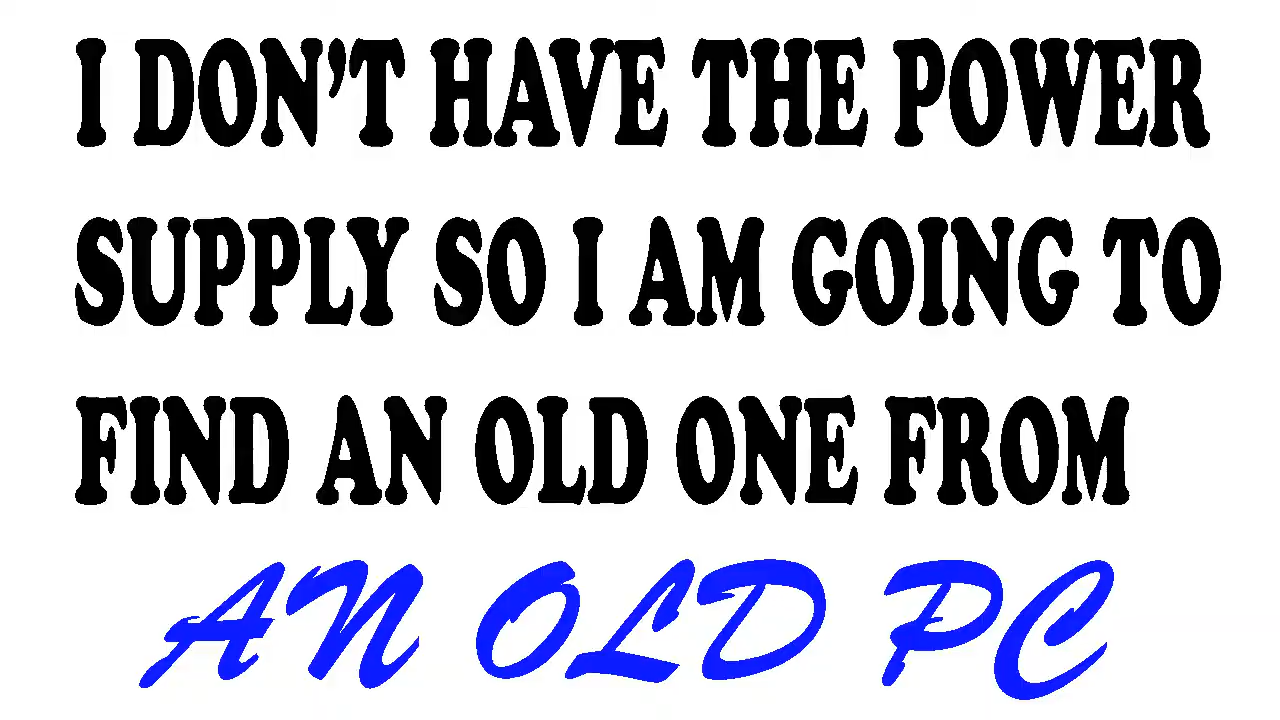 I DON’T HAVE THE POWER
SUPPLY SO I AM GOING TO
FIND AN OLD ONE FROM
AN OLD PC